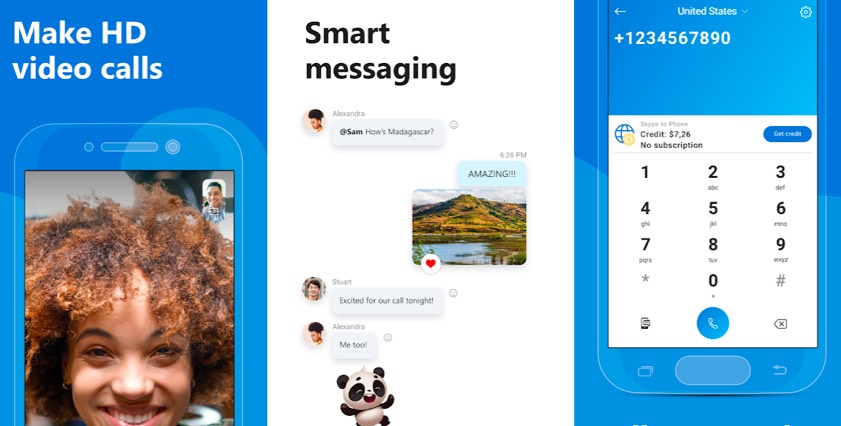 Make HD
video calls
Smart
messaging
Alexandra
@Sam How's Madagascar?
6:26 PM
AMAZING!!!
Stuart
Excited for our call tonight!
Alexandra
Me too!
United States
+1234567890
Skype to Phone
Credit: $7,26
No subscription
Get credit
1 2 3
abc def
4 5 6
ghi jkl mno
7 8 9
pqrs tuv wxyz
* 0 #
+